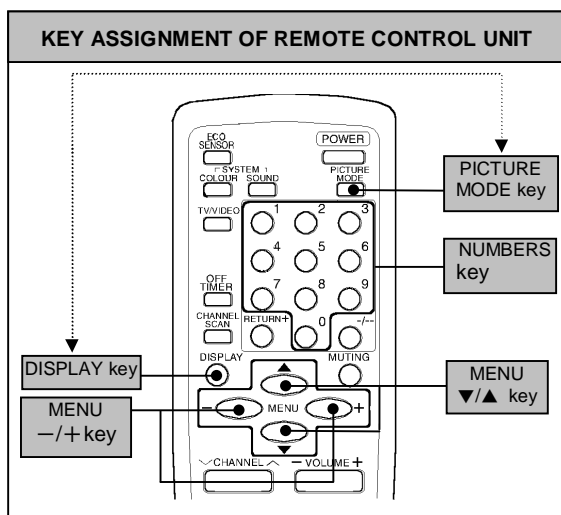 KEY ASSIGNMENT OF REMOTE CONTROL UNIT
ECO
SENSOR
POWER
SYSTEM
COLOUR SOUND
PICTURE
MODE
PICTURE
MODE key
TV/VIDEO
1 2 3
4 5 6
NUMBERS
key
OFF
TIMER
7 8 9
CHANNEL
SCAN
RETURN+
0
-/--
DISPLAY
MUTING
DISPLAY key
▲
MENU
▼/▲ key
MENU
−/+ key
− MENU +
▼
CHANNEL
− VOLUME +